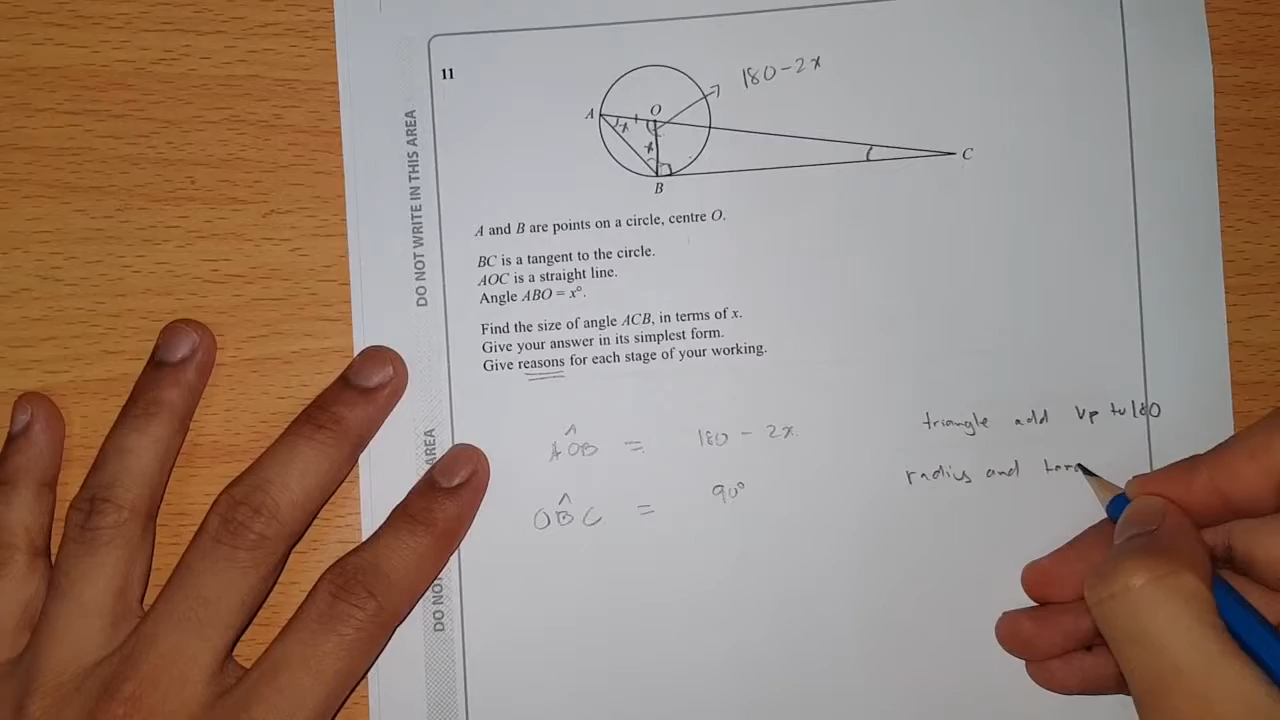 11
180 - 2x
A
O
x
x
B
C
A and B are points on a circle, centre O.
BC is a tangent to the circle.
AOC is a straight line.
Angle ABO = x°.
Find the size of angle ACB, in terms of x.
Give your answer in its simplest form.
Give reasons for each stage of your working.
AÔB = 180 - 2x. triangle add up to 180
OB̂C = 90° radius and
DO NOT WRITE IN THIS AREA
DO NOT AREA